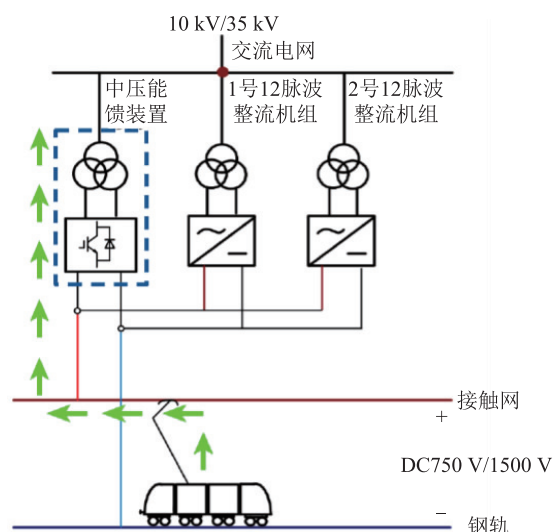 10 kV/35 kV
交流电网
中压能
馈装置
1号12脉波
整流机组
2号12脉波
整流机组
接触网
+
DC750 V/1500 V
−
钢轨